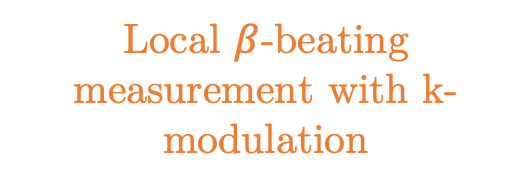 Local β-beating
measurement with k-
modulation